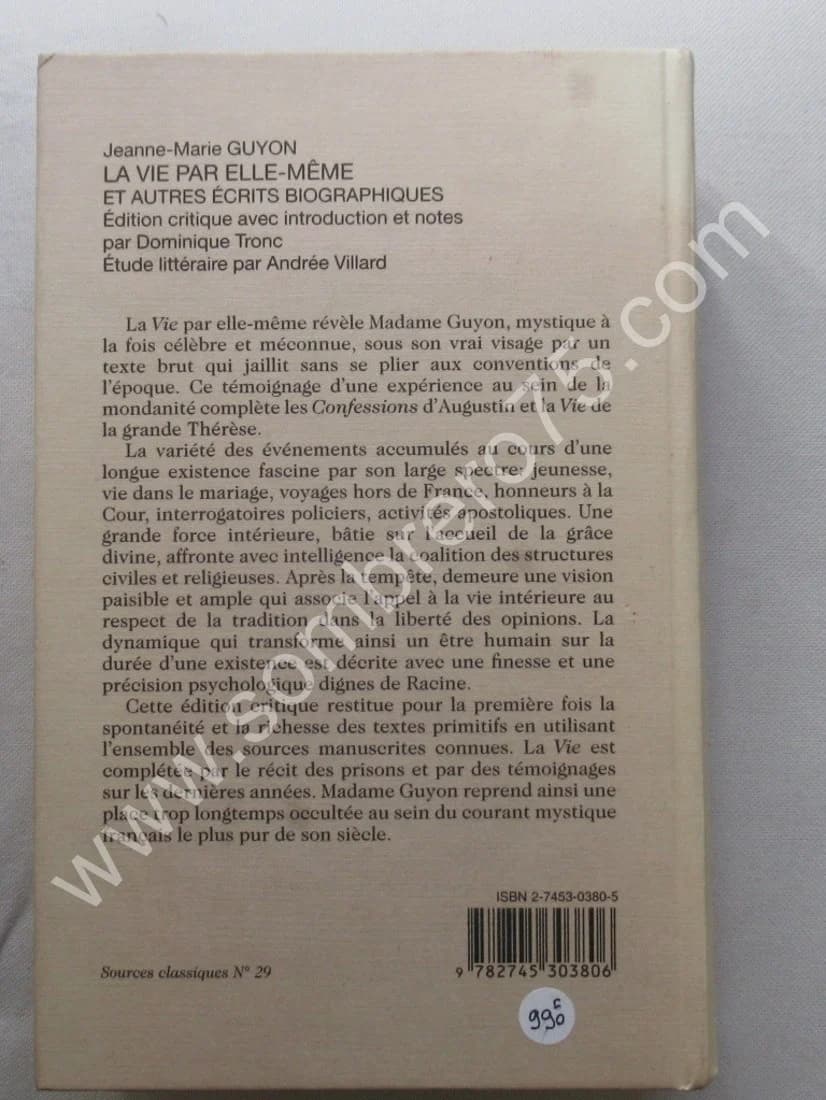 Jeanne-Marie GUYON
LA VIE PAR ELLE-MÊME
ET AUTRES ÉCRITS BIOGRAPHIQUES
Édition critique avec introduction et notes
par Dominique Tronc
Étude littéraire par Andrée Villard
La Vie par elle-même révèle Madame Guyon, mystique à
la fois célèbre et méconnue, sous son vrai visage par un
texte brut qui jaillit sans se plier aux conventions de
l'époque. Ce témoignage d'une expérience au sein de la
mondanité complète les Confessions d'Augustin et la Vie de
la grande Thérèse.
La variété des événements accumulés au cours d'une
longue existence fascine par son large spectre: jeunesse,
vie dans le mariage, voyages hors de France, honneurs à la
Cour, interrogatoires policiers, activités apostoliques. Une
grande force intérieure, bâtie sur l'accueil de la grâce
divine, affronte avec intelligence la coalition des structures
civiles et religieuses. Après la tempête, demeure une vision
paisible et ample qui associe l'appel à la vie intérieure au
respect de la tradition dans la liberté des opinions. La
dynamique qui transforme ainsi un être humain sur la
durée d'une existence est décrite avec une finesse et une
précision psychologique dignes de Racine.
Cette édition critique restitue pour la première fois la
spontanéité et la richesse des textes primitifs en utilisant
l'ensemble des sources manuscrites connues. La Vie est
complétée par le récit des prisons et par des témoignages
sur les dernières années. Madame Guyon reprend ainsi une
place trop longtemps occultée au sein du courant mystique
français le plus pur de son siècle.
ISBN 2-7453-0380-5
Sources classiques N° 29
9 782745 303806
990 c
www.sombrero75.com